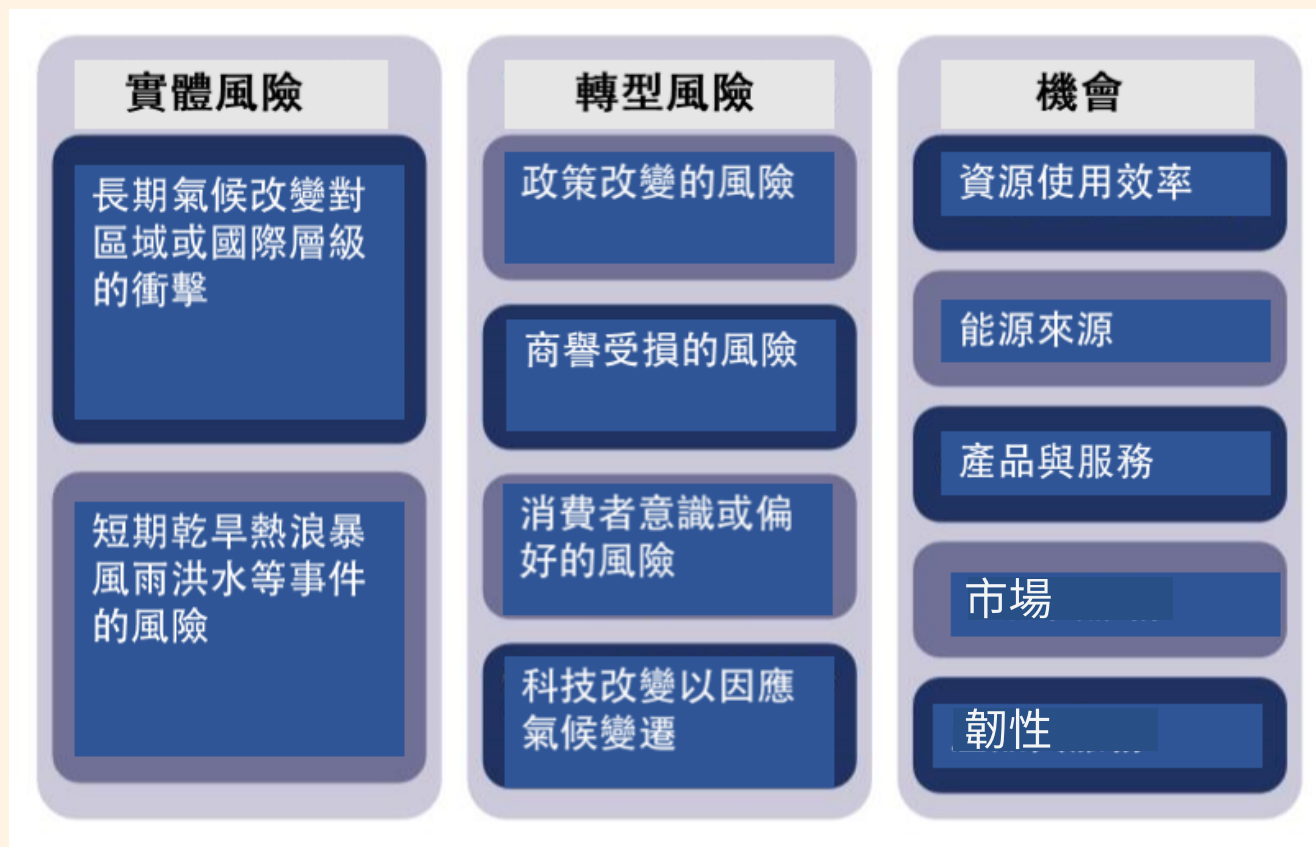 實體風險
長期氣候改變對
區域或國際層級
的衝擊
短期乾旱熱浪暴
風雨洪水等事件
的風險
轉型風險
政策改變的風險
商譽受損的風險
消費者意識或偏
好的風險
科技改變以因應
氣候變遷
機會
資源使用效率
能源來源
產品與服務
市場
韌性